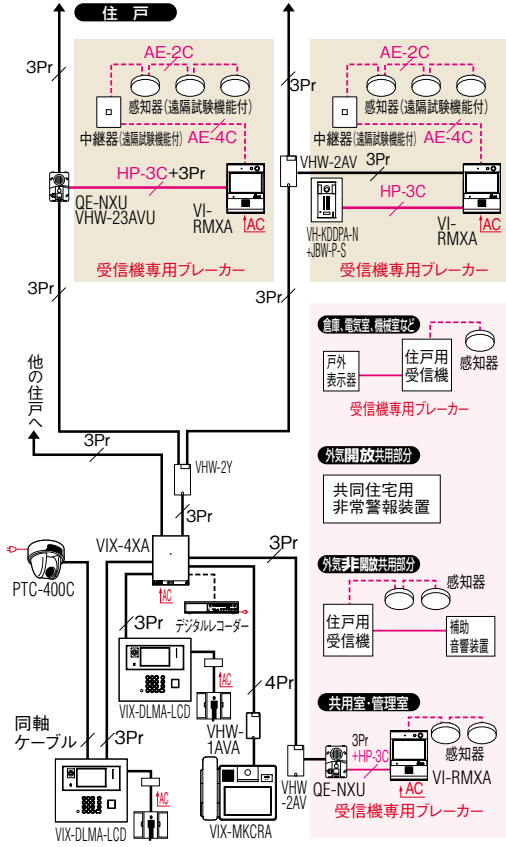 住 戸
3Pr
AE-2C
感知器(遠隔試験機能付)
中継器(遠隔試験機能付)
AE-4C
HP-3C+3Pr
QE-NXU
VHW-23AVU
VI-
RMXA
AC
受信機専用ブレーカー
3Pr
AE-2C
感知器(遠隔試験機能付)
中継器(遠隔試験機能付)
AE-4C
VHW-2AV
3Pr
HP-3C
VH-KDDPA-N
+JBW-P-S
VI-
RMXA
AC
受信機専用ブレーカー
3Pr
3Pr
他の住戸へ
3Pr
VHW-2Y
3Pr
VIX-4XA
AC
3Pr
デジタルレコーダー
PTC-400C
3Pr
VIX-DLMA-LCD
AC
VHW-
1AVA
4Pr
同軸
ケーブル
3Pr
VIX-DLMA-LCD
AC
VIX-MKCRA
VHW
-2AV
倉庫、電気室、機械室など
戸外
表示器
住戸用
受信機
感知器
受信機専用ブレーカー
外気開放共用部分
共同住宅用
非常警報装置
外気非開放共用部分
感知器
住戸用
受信機
補助
音響装置
共用室・管理室
3Pr
+HP-3C
感知器
QE-NXU
AC
VI-RMXA
受信機専用ブレーカー